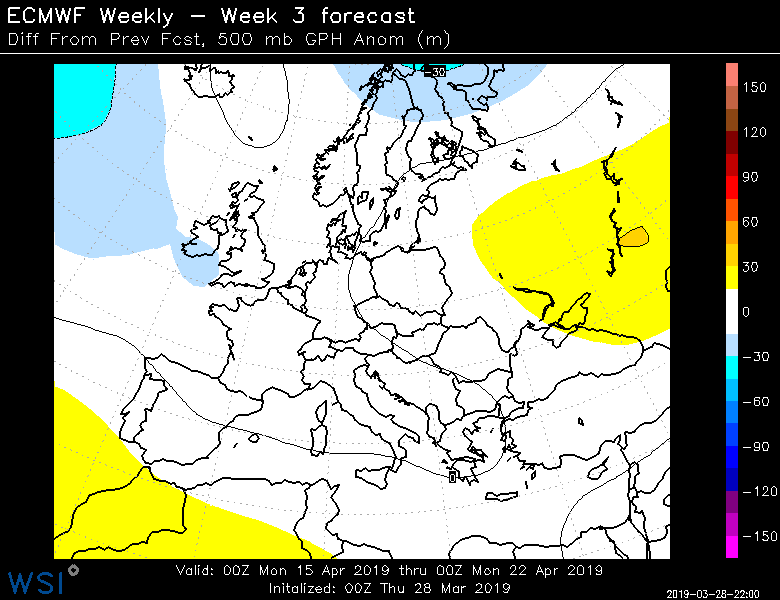 ECMWF Weekly – Week 3 forecast
Diff From Prev Fcst, 500 mb GPH Anom (m)
-30
150
120
90
60
30
0
-30
-60
-90
-120
-150
0
Valid: 00Z Mon 15 Apr 2019 thru 00Z Mon 22 Apr 2019
Initalized: 00Z Thu 28 Mar 2019
WSI
2019-03-28-22:00